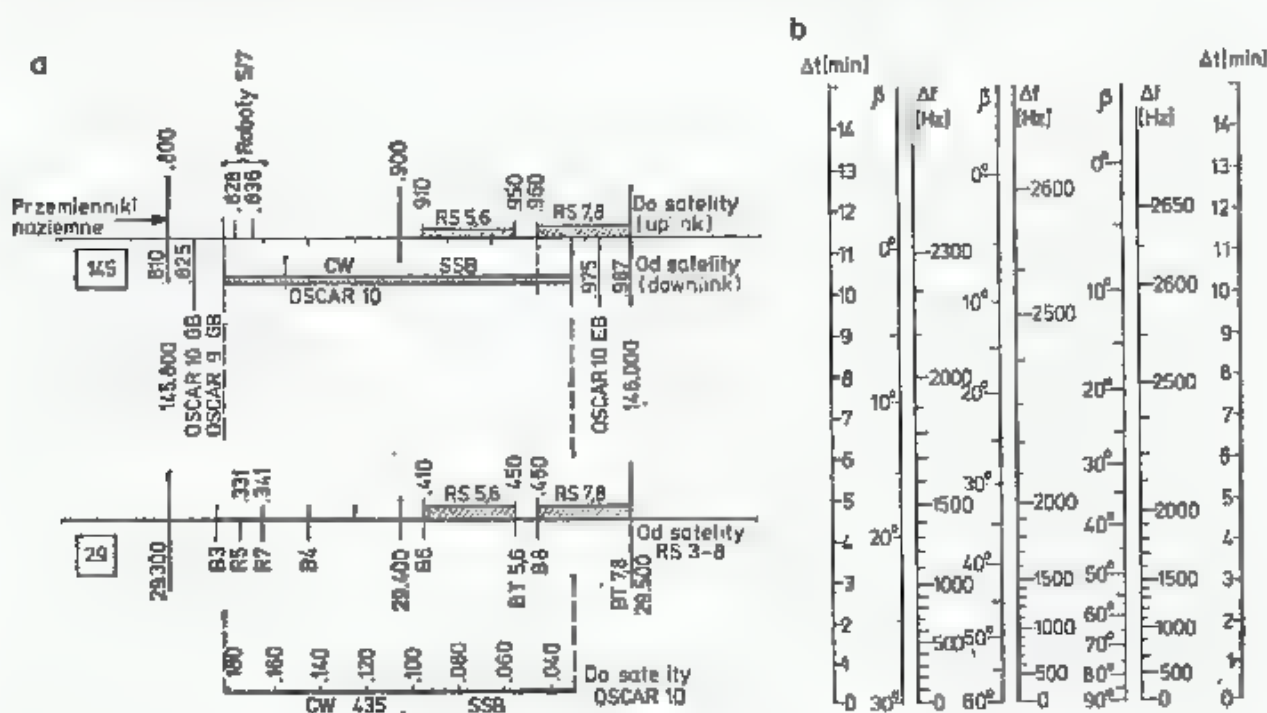 a
Przemienniki
naziemne
.800
.828
.836
Roboty 5/7
.900
910
950
.960
RS 5,6
RS 7,8
Do satelity
(uplink)
145
810
825
CW
SSB
OSCAR 10
975
987
Od satelity
(downlink)
145.800
OSCAR 10 GB
OSCAR 9 GB
OSCAR 10 EB
146.000
.331
.341
.410
450
.460
RS 5,6
RS 7,8
Od satelity
RS 3-8
29
29.300
B3
R5
R7
B4
29.400
B6
BT 5,6
B8
BT 7,8
29.500
.180
.160
.140
.120
.100
.080
.060
.040
Do satelity
OSCAR 10
CW
435
SSB
b
Δt[min]
14
13
12
11
10
9
8
7
6
5
4
3
2
1
0
β
0°
10°
20°
30°
Δf
[Hz]
2300
2000
1500
1000
500
0
β
0°
10°
20°
30°
40°
50°
60°
Δf
[Hz]
2600
2500
2000
1500
1000
500
0
β
0°
10°
20°
30°
40°
50°
60°
70°
80°
90°
Δf
[Hz]
2650
2600
2500
2000
1500
1000
500
0
Δt[min]
14
13
12
11
10
9
8
7
6
5
4
3
2
1
0